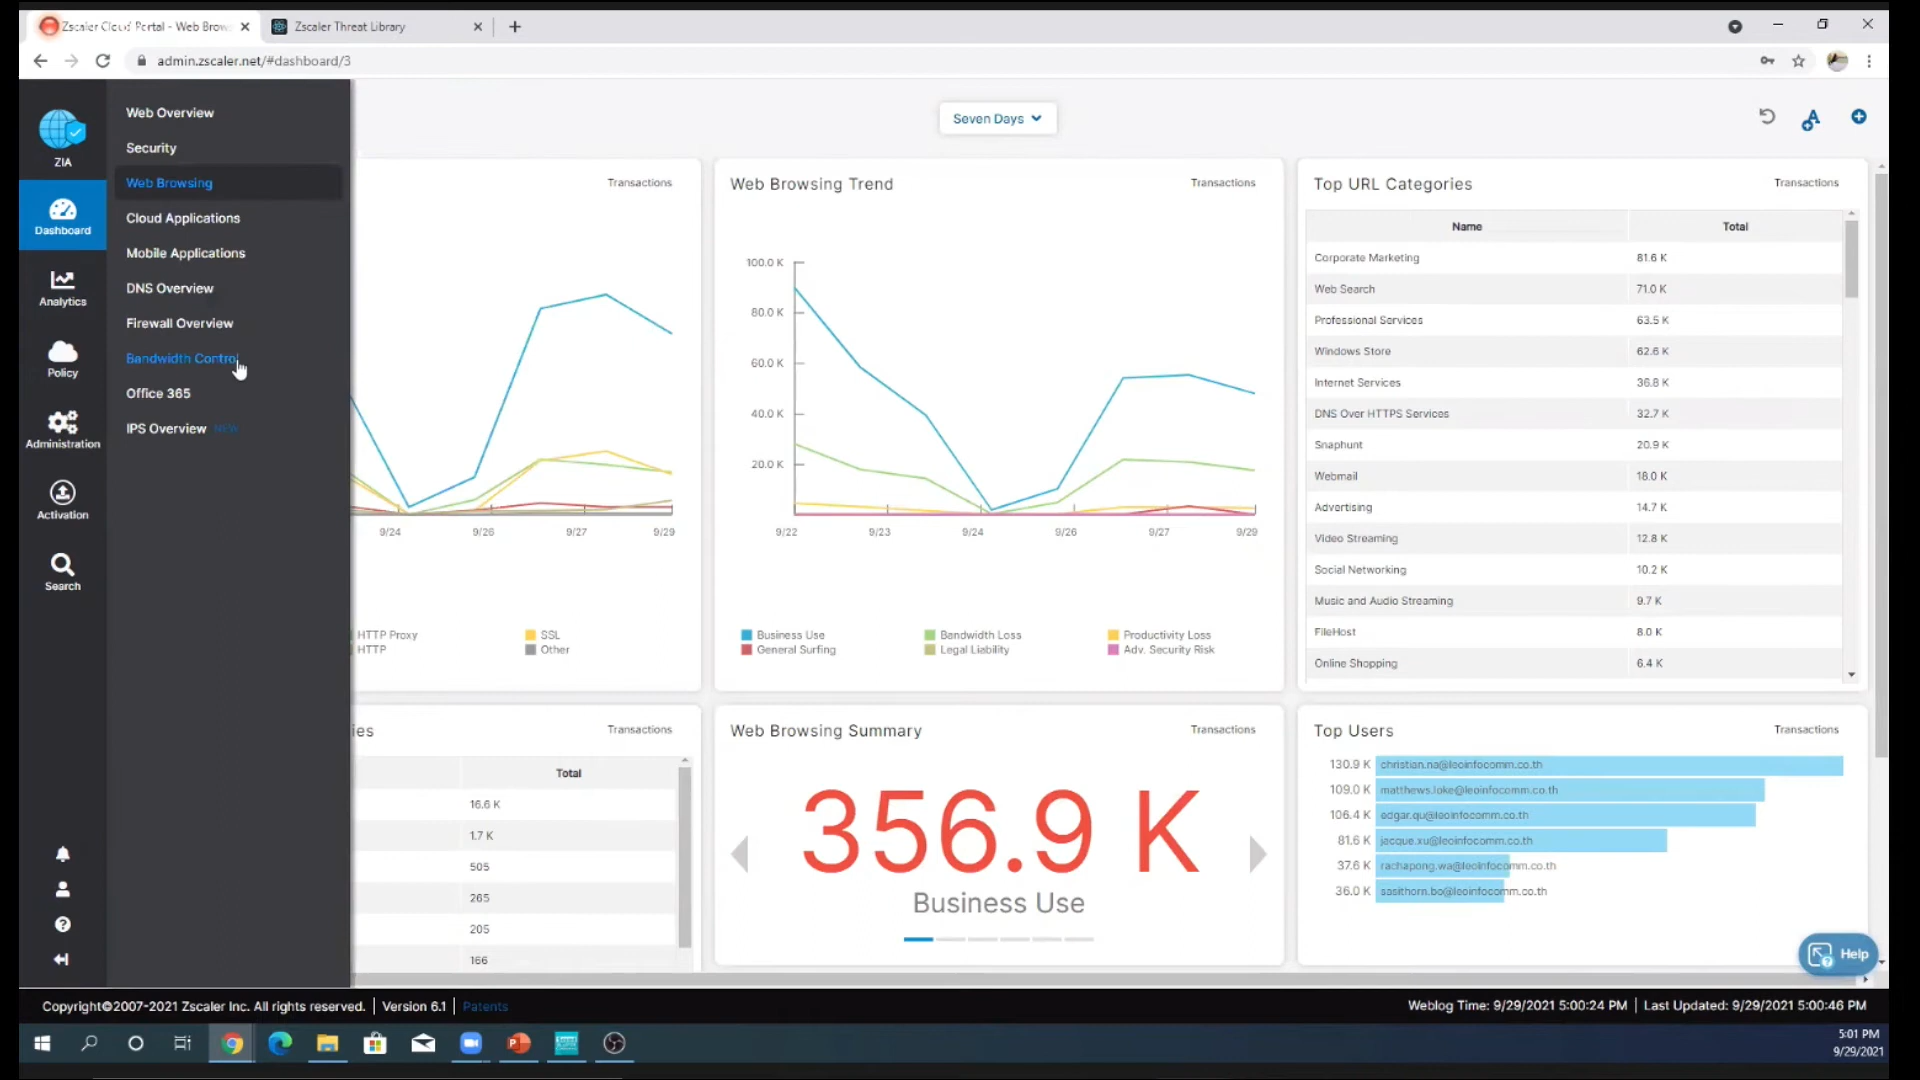 Zscaler Cloud Portal - Web Brow
Zscaler Threat Library
admin.zscaler.net/#dashboard/3
ZIA
Dashboard
Analytics
Policy
Administration
Activation
Search
Web Overview
Security
Web Browsing
Cloud Applications
Mobile Applications
DNS Overview
Firewall Overview
Bandwidth Control
Office 365
IPS Overview NEW
Seven Days
Transactions
9/24 9/26 9/27 9/29
HTTP Proxy SSL
HTTP Other
Web Browsing Trend Transactions
100.0 K
80.0 K
60.0 K
40.0 K
20.0 K
9/22 9/23 9/24 9/26 9/27 9/29
Business Use Bandwidth Loss Productivity Loss
General Surfing Legal Liability Adv. Security Risk
Top URL Categories Transactions
Name Total
Corporate Marketing 81.6 K
Web Search 71.0 K
Professional Services 63.5 K
Windows Store 62.6 K
Internet Services 36.8 K
DNS Over HTTPS Services 32.7 K
Snaphunt 20.9 K
Webmail 18.0 K
Advertising 14.7 K
Video Streaming 12.8 K
Social Networking 10.2 K
Music and Audio Streaming 9.7 K
FileHost 8.0 K
Online Shopping 6.4 K
ies Transactions
Total
16.6 K
1.7 K
505
265
205
166
Web Browsing Summary Transactions
356.9 K
Business Use
Top Users Transactions
130.9 K christian.na@leoinfocomm.co.th
109.0 K matthews.loke@leoinfocomm.co.th
106.4 K edgar.qu@leoinfocomm.co.th
81.6 K jacque.xu@leoinfocomm.co.th
37.6 K rachapong.wa@leoinfocomm.co.th
36.0 K sasithorn.bo@leoinfocomm.co.th
Help
Copyright©2007-2021 Zscaler Inc. All rights reserved. | Version 6.1 | Patents
Weblog Time: 9/29/2021 5:00:24 PM | Last Updated: 9/29/2021 5:00:46 PM
5:01 PM
9/29/2021